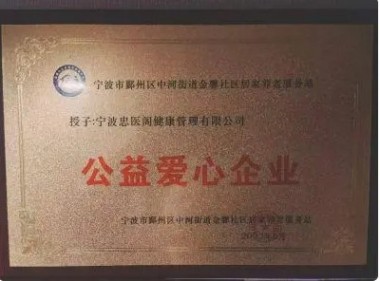 宁波市鄞州区中河街道金馨社区居家养老服务站
授予:宁波忠医阁健康管理有限公司
公益爱心企业
宁波市鄞州区中河街道金馨社区居家养老服务站